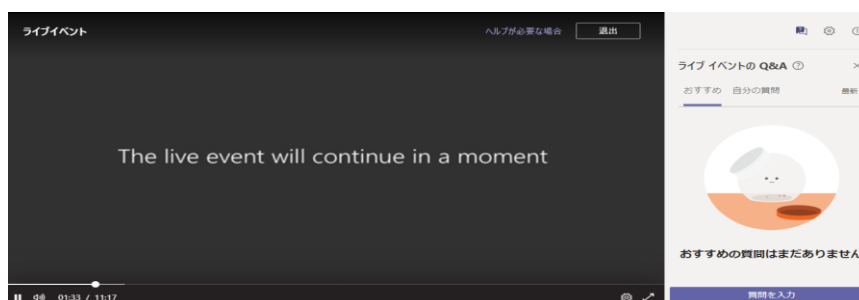 ライブイベント
ヘルプが必要な場合
退出
The live event will continue in a moment
01:33 / 11:17
ライブ イベントの Q&A
おすすめ 自分の質問
最新
おすすめの質問はまだありません
質問を入力